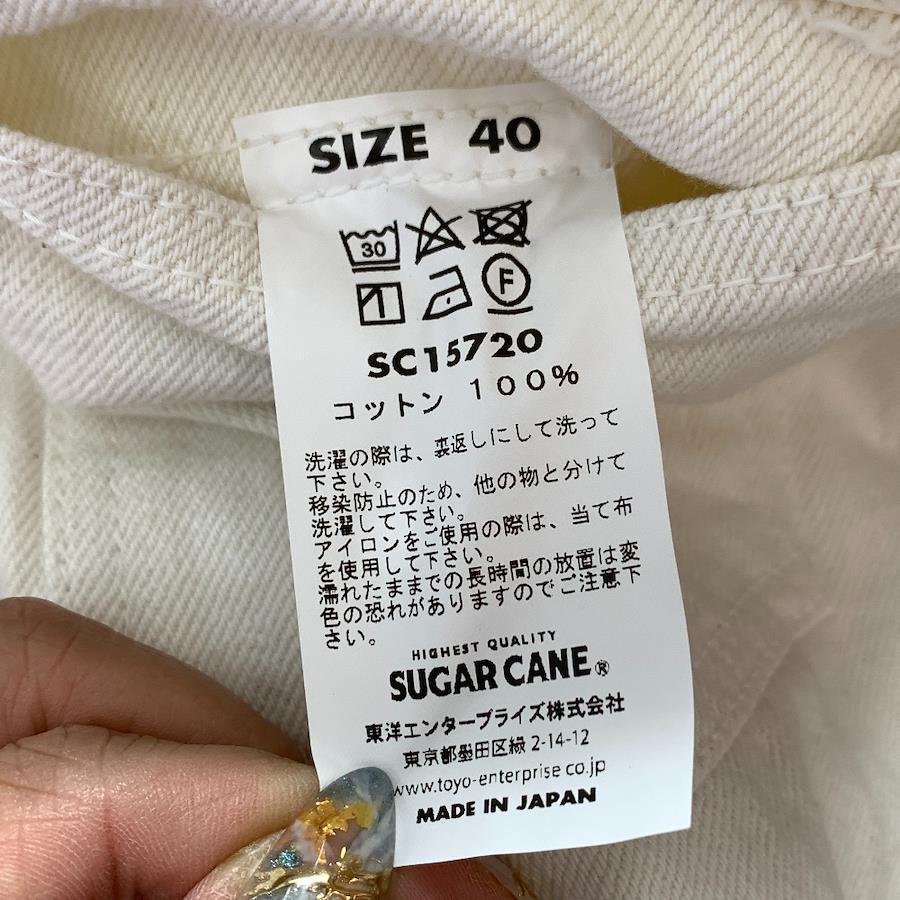 SIZE 40
30
F
SC15720
コットン 100%
洗濯の際は、裏返しにして洗って
下さい。
移染防止のため、他の物と分けて
洗濯して下さい。
アイロンをご使用の際は、当て布
を使用して下さい。
濡れたままでの長時間の放置は変
色の恐れがありますのでご注意下
さい。
HIGHEST QUALITY
SUGAR CANE®
東洋エンタープライズ株式会社
東京都墨田区緑 2-14-12
www.toyo-enterprise.co.jp
MADE IN JAPAN